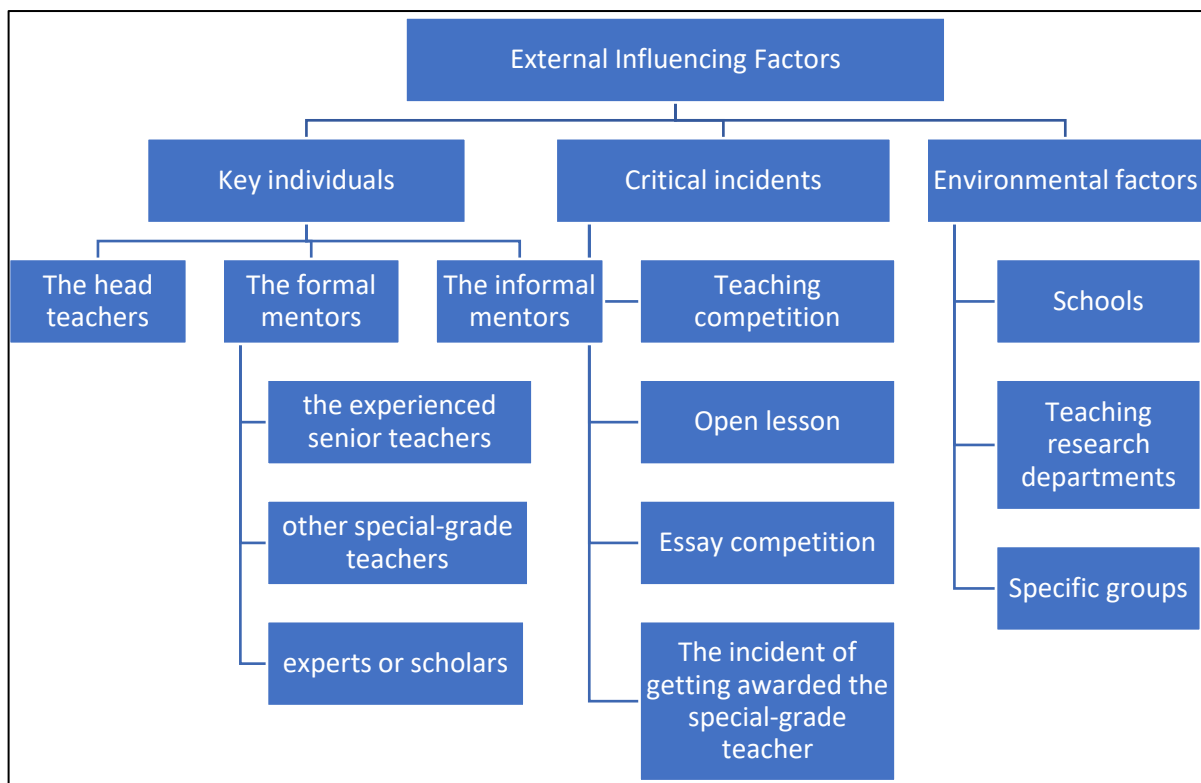 External Influencing Factors
Key individuals
Critical incidents
Environmental factors
The head
teachers
The formal
mentors
The informal
mentors
the experienced
senior teachers
other special-grade
teachers
experts or scholars
Teaching
competition
Open lesson
Essay competition
The incident of
getting awarded the
special-grade
teacher
Schools
Teaching
research
departments
Specific groups